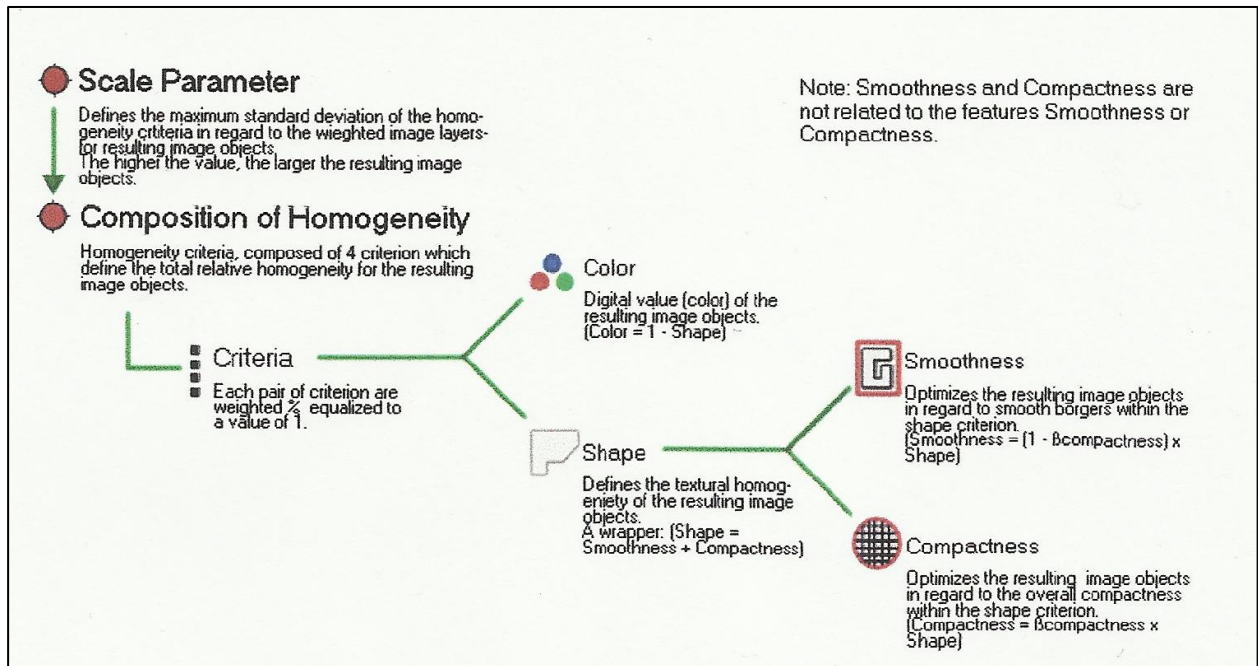 Scale Parameter
Defines the maximum standard deviation of the homo-
geneity crtiteria in regard to the wieghted image layers-
for resulting image objects.
The higher the value, the larger the resulting image
objects.
Note: Smoothness and Compactness are
not related to the features Smoothness or
Compactness.
Composition of Homogeneity
Homogeneity criteria, composed of 4 criterion which
define the total relative homogeneity for the resulting
image objects.
Criteria
Each pair of criterion are
weighted % equalized to
a value of 1.
Color
Digital value (color) of the
resulting image objects.
(Color = 1 - Shape)
Shape
Defines the textural homog-
eniety of the resulting image
objects.
A wrapper: (Shape =
Smoothness + Compactness)
Smoothness
Optimizes the resulting image objects
in regard to smooth borgers within the
shape criterion.
(Smoothness = (1 - ßcompactness) x
Shape)
Compactness
Optimizes the resulting image objects
in regard to the overall compactness
within the shape criterion.
(Compactness = ßcompactness x
Shape)